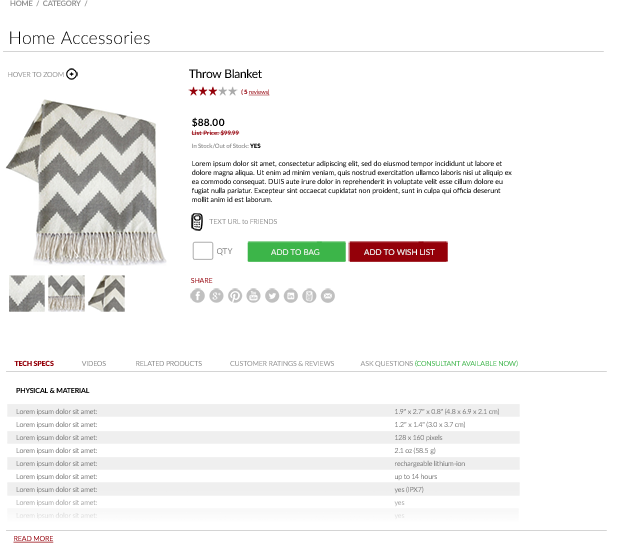 HOME / CATEGORY /
Home Accessories
HOVER TO ZOOM
Throw Blanket
( 5 reviews)
$88.00
List Price: $99.99
In Stock/Out of Stock: YES
Lorem ipsum dolor sit amet, consectetur adipiscing elit, sed do eiusmod tempor incididunt ut labore et
dolore magna aliqua. Ut enim ad minim veniam, quis nostrud exercitation ullamco laboris nisi ut aliquip ex
ea commodo consequat. DUIS aute irure dolor in reprehenderit in voluptate velit esse cillum dolore eu
fugiat nulla pariatur. Excepteur sint occaecat cupidatat non proident, sunt in culpa qui officia deserunt
mollit anim id est laborum.
TEXT URL to FRIENDS
QTY ADD TO BAG ADD TO WISH LIST
SHARE
TECH SPECS VIDEOS RELATED PRODUCTS CUSTOMER RATINGS & REVIEWS ASK QUESTIONS (CONSULTANT AVAILABLE NOW)
PHYSICAL & MATERIAL
Lorem ipsum dolor sit amet: 1.9" x 2.7" x 0.8" (4.8 x 6.9 x 2.1 cm)
Lorem ipsum dolor sit amet: 1.2" x 1.4" (3.0 x 3.7 cm)
Lorem ipsum dolor sit amet: 128 x 160 pixels
Lorem ipsum dolor sit amet: 2.1 oz (58.5 g)
Lorem ipsum dolor sit amet: rechargeable lithium-ion
Lorem ipsum dolor sit amet: up to 14 hours
Lorem ipsum dolor sit amet: yes (IPX7)
Lorem ipsum dolor sit amet: yes
Lorem ipsum dolor sit amet: yes
READ MORE